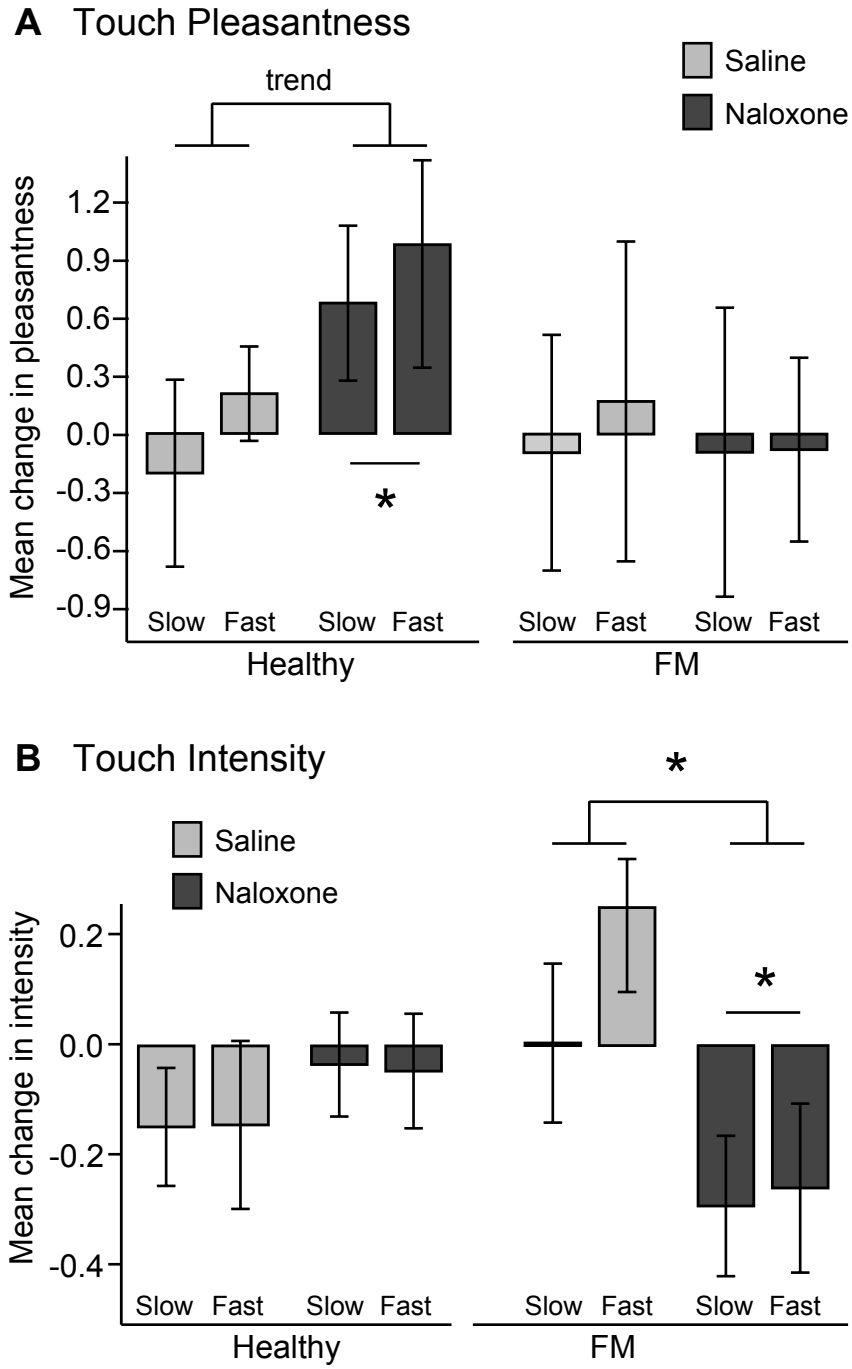 A Touch Pleasantness
trend
Saline
Naloxone
Mean change in pleasantness
1.2
0.9
0.6
0.3
0.0
-0.3
-0.6
-0.9
*
Slow Fast Slow Fast Slow Fast Slow Fast
Healthy FM
B Touch Intensity
*
Saline
Naloxone
Mean change in intensity
0.2
0.0
-0.2
-0.4
*
Slow Fast Slow Fast Slow Fast Slow Fast
Healthy FM